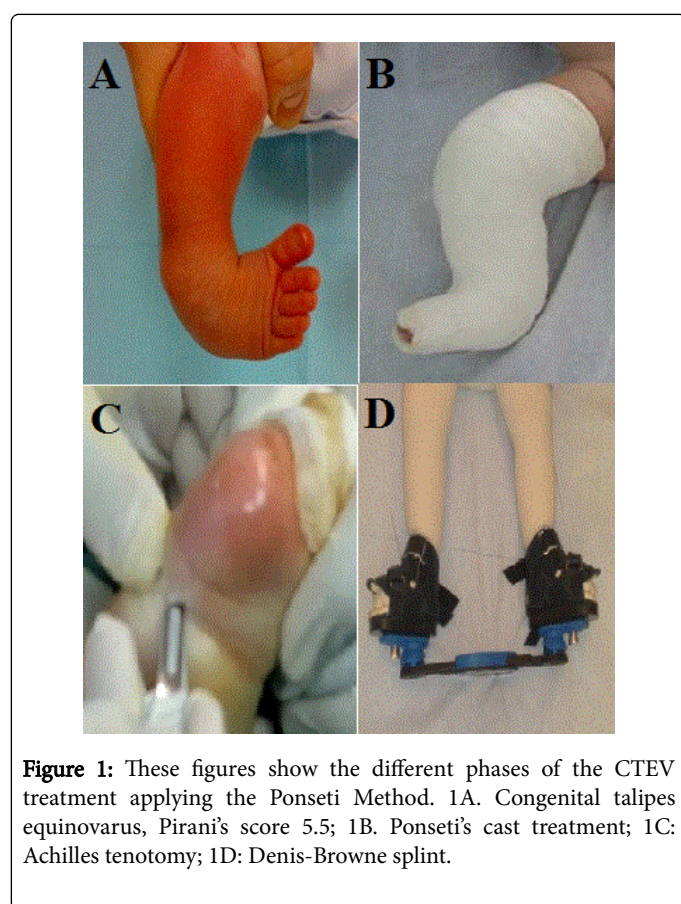 A
B
C
D
Figure 1: These figures show the different phases of the CTEV
treatment applying the Ponseti Method. 1A. Congenital talipes
equinovarus, Pirani's score 5.5; 1B. Ponseti's cast treatment; 1C:
Achilles tenotomy; 1D: Denis-Browne splint.